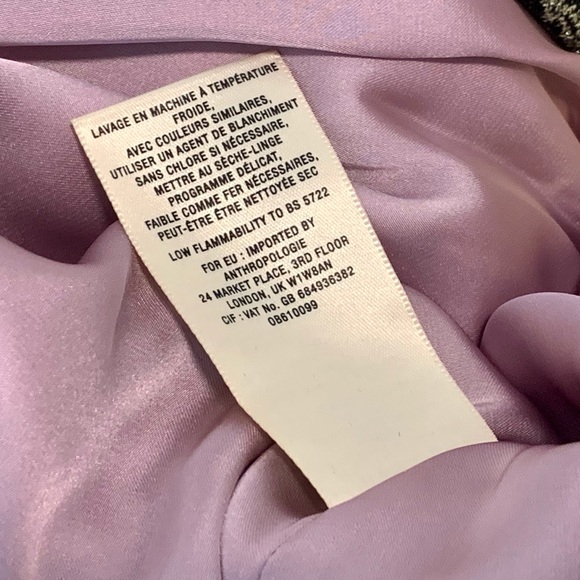 LAVAGE EN MACHINE À TEMPÉRATURE
FROIDE,
AVEC COULEURS SIMILAIRES,
UTILISER UN AGENT DE BLANCHIMENT
SANS CHLORE SI NÉCESSAIRE,
METTRE AU SÈCHE-LINGE
PROGRAMME DÉLICAT,
FAIBLE COMME FER NÉCESSAIRES,
PEUT-ÊTRE ÊTRE NETTOYÉE SEC
LOW FLAMMABILITY TO BS 5722
FOR EU : IMPORTED BY
ANTHROPOLOGIE
24 MARKET PLACE, 3RD FLOOR
LONDON, UK W1W8AN
CIF : VAT No. GB 684936382
OB610099